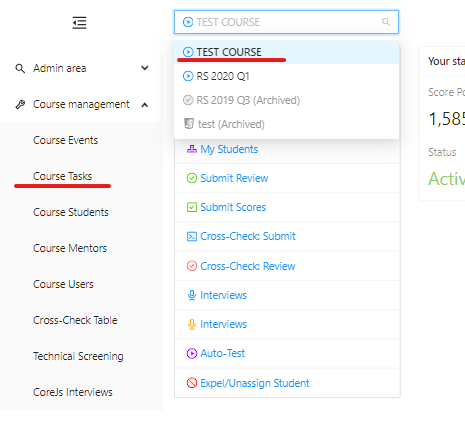 Admin area
Course management
Course Events
Course Tasks
Course Students
Course Mentors
Course Users
Cross-Check Table
Technical Screening
CoreJs Interviews
TEST COURSE
TEST COURSE
RS 2020 Q1
RS 2019 Q3 (Archived)
test (Archived)
My Students
Submit Review
Submit Scores
Cross-Check: Submit
Cross-Check: Review
Interviews
Interviews
Auto-Test
Expel/Unassign Student
Your sta
Score Po
1,585
Status
Activ